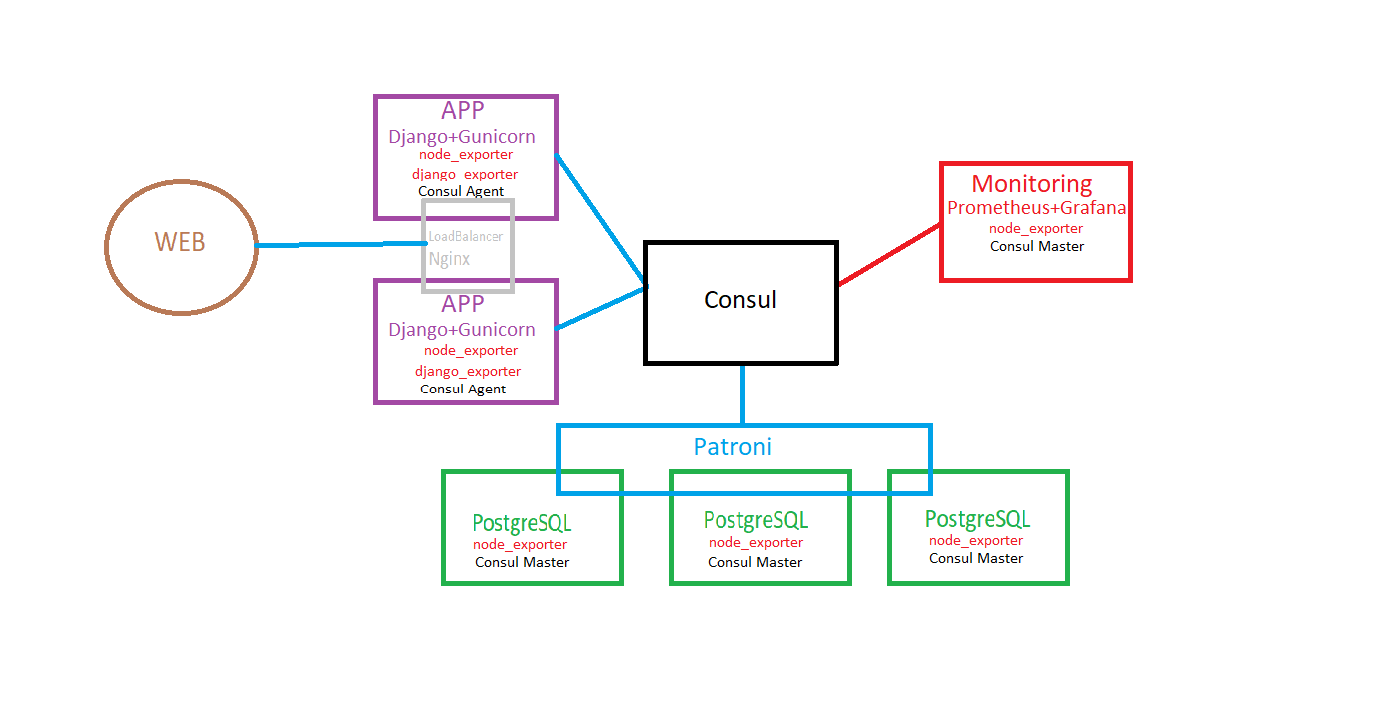 APP
Django+Gunicorn
node_exporter
django_exporter
Consul Agent
WEB
LoadBalancer
Nginx
APP
Django+Gunicorn
node_exporter
django_exporter
Consul Agent
Consul
Monitoring
Prometheus+Grafana
node_exporter
Consul Master
Patroni
PostgreSQL
node_exporter
Consul Master
PostgreSQL
node_exporter
Consul Master
PostgreSQL
node_exporter
Consul Master